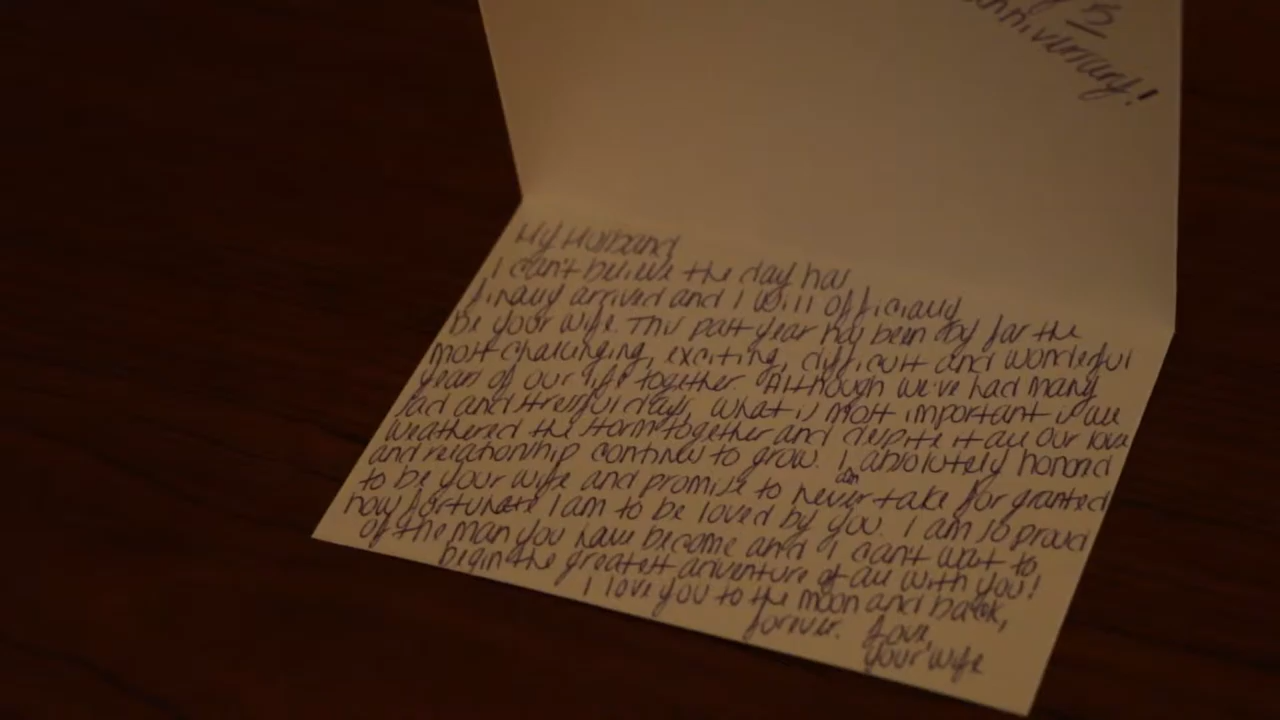 5
anniversary!
My Husband
I can't believe the day has
finally arrived and I will officially
be your wife. This past year has been by far the
most challenging, exciting, difficult and wonderful
years of our life together. Although we've had many
sad and stressful days, what is most important is we
weathered the storm together and despite it all our love
and relationship continues to grow. I am absolutely honored
to be your wife and promise to never take for granted
how fortunate I am to be loved by you. I am so proud
of the man you have become and I can't wait to
begin the greatest adventure of all with you!
I love you to the moon and back,
forever. Love,
your wife